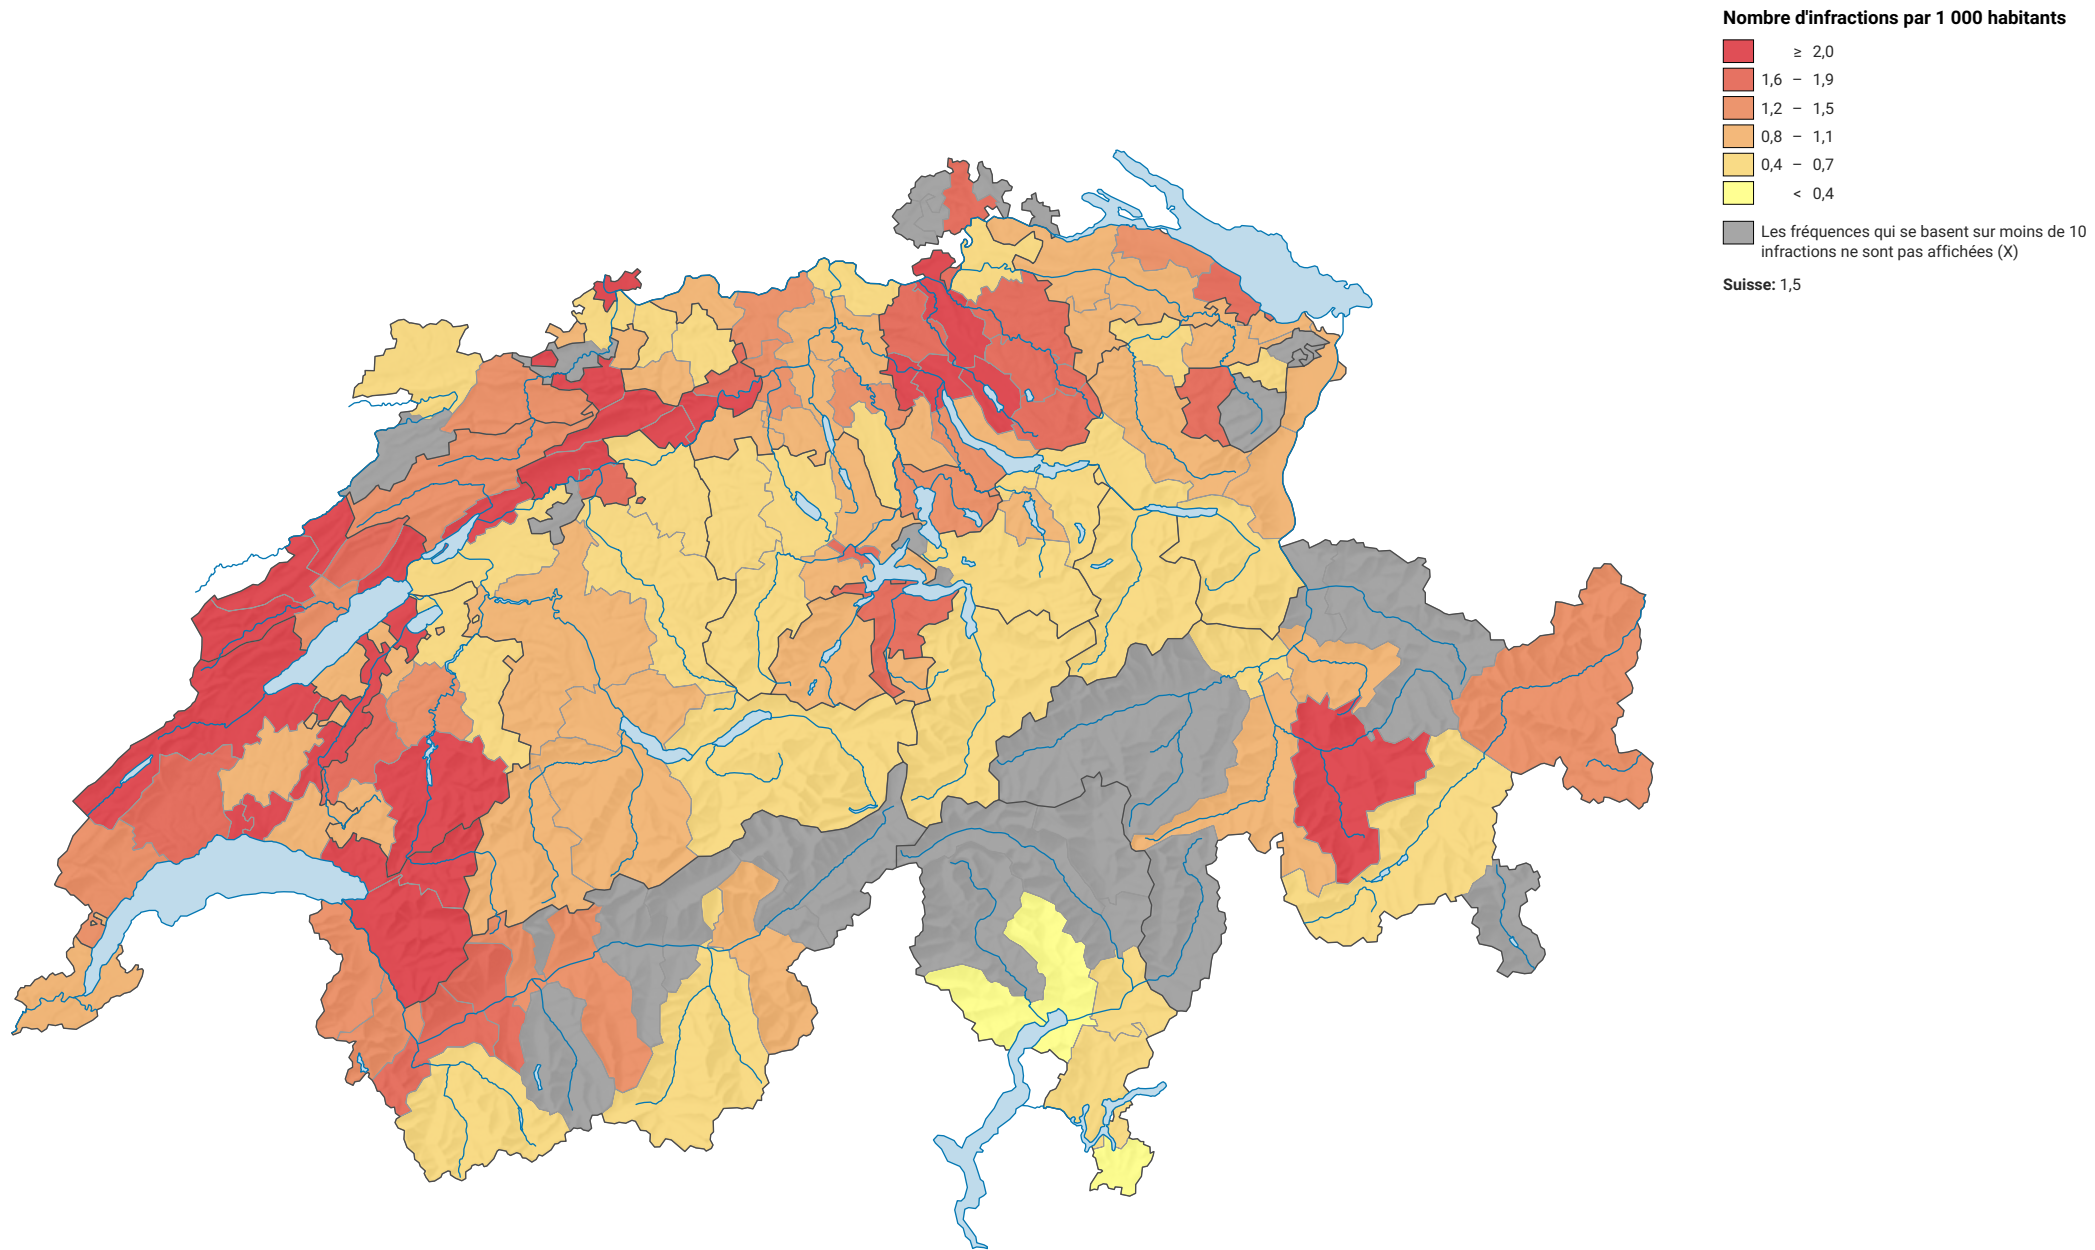 Nombre d'infractions par 1 000 habitants
≥ 2,0
1,6 – 1,9
1,2 – 1,5
0,8 – 1,1
0,4 – 0,7
< 0,4
Les fréquences qui se basent sur moins de 10
infractions ne sont pas affichées (X)
Suisse: 1,5